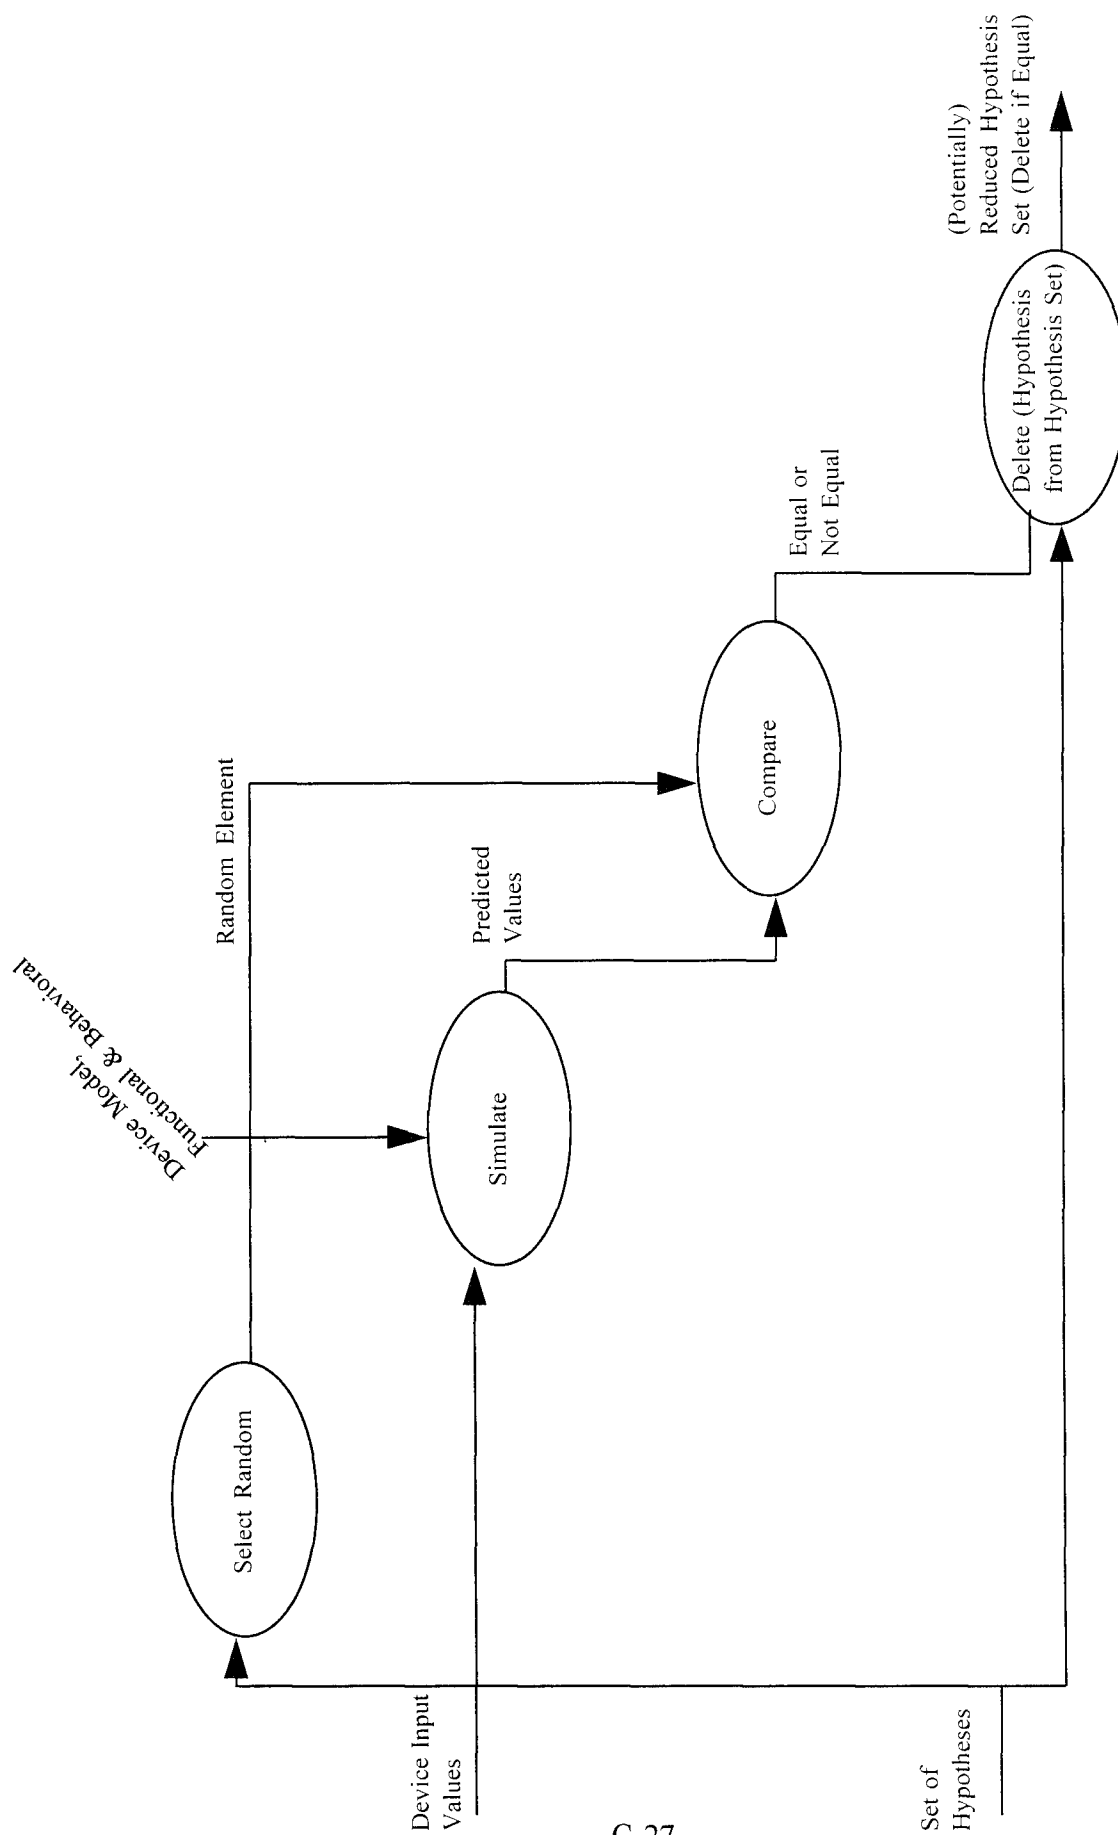 Device Model,
Functional & Behavioral
Random Element
Select Random
Device Input
Values
Simulate
Predicted
Values
Compare
Equal or
Not Equal
Set of
Hypotheses
Delete (Hypothesis
from Hypothesis Set)
(Potentially)
Reduced Hypothesis
Set (Delete if Equal)